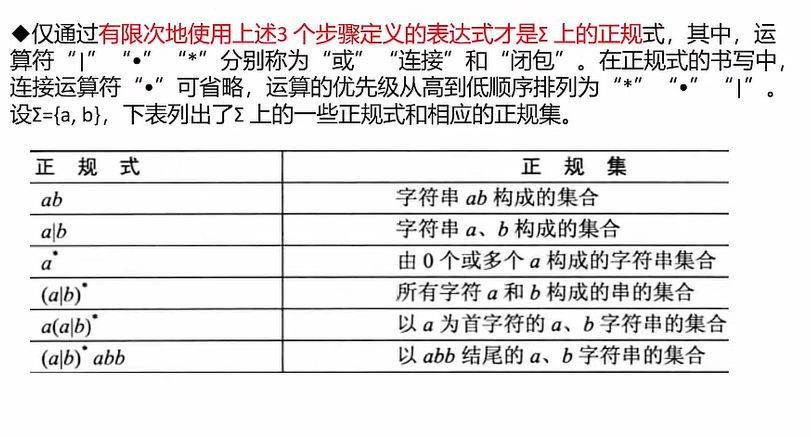 ◆仅通过有限次地使用上述3 个步骤定义的表达式才是Σ 上的正规式，其中，运
算符“|”“•”“*”分别称为“或”“连接”和“闭包”。在正规式的书写中，
连接运算符“•”可省略，运算的优先级从高到低顺序排列为“*”“•”“|”。
设Σ={a, b}，下表列出了Σ 上的一些正规式和相应的正规集。
正 规 式 正 规 集
ab 字符串 ab 构成的集合
a|b 字符串 a、b 构成的集合
a* 由 0 个或多个 a 构成的字符串集合
(a|b)* 所有字符 a 和 b 构成的串的集合
a(a|b)* 以 a 为首字符的 a、b 字符串的集合
(a|b)* abb 以 abb 结尾的 a、b 字符串的集合